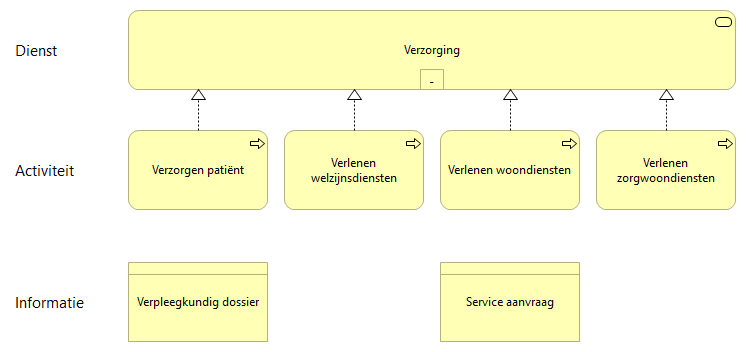 Dienst
Verzorging
-
Activiteit
Verzorgen patiënt
Verlenen
welzijnsdiensten
Verlenen woondiensten
Verlenen
zorgwoondiensten
Informatie
Verpleegkundig dossier
Service aanvraag